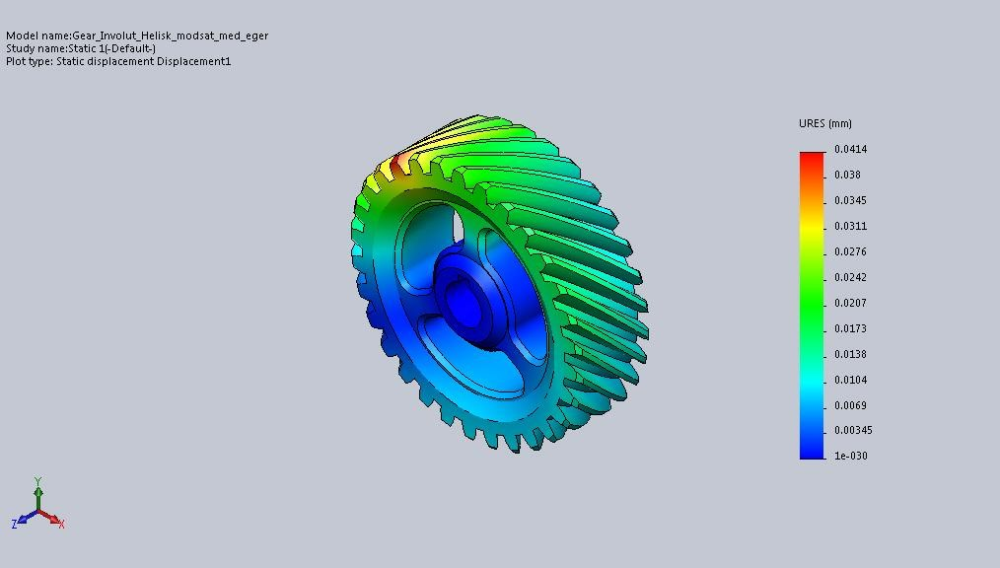 Model name:Gear_Involut_Helisk_modsat_med_eger
Study name:Static 1(-Default-)
Plot type: Static displacement Displacement1
URES (mm)
0.0414
0.038
0.0345
0.0311
0.0276
0.0242
0.0207
0.0173
0.0138
0.0104
0.0069
0.00345
1e-030
Y
Z
X